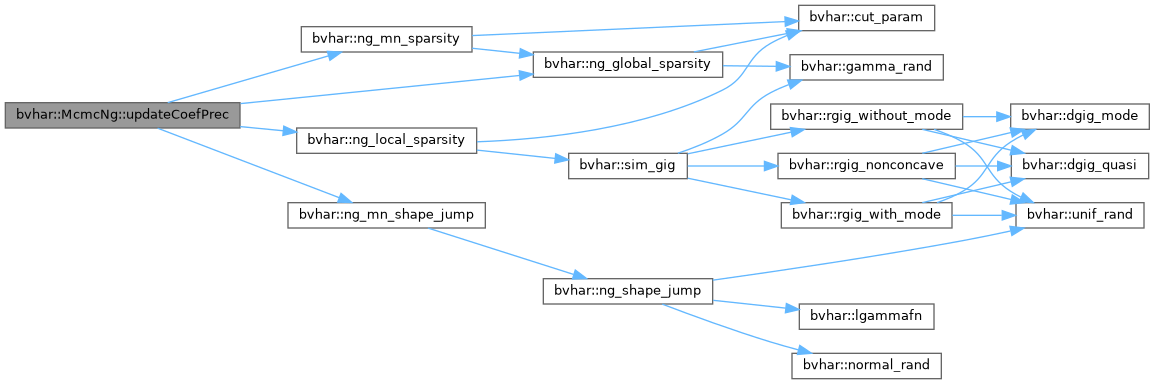 bvhar::McmcNg::updateCoefPrec
bvhar::ng_mn_sparsity
bvhar::ng_local_sparsity
bvhar::ng_mn_shape_jump
bvhar::ng_global_sparsity
bvhar::sim_gig
bvhar::ng_shape_jump
bvhar::cut_param
bvhar::gamma_rand
bvhar::rgig_without_mode
bvhar::rgig_nonconcave
bvhar::rgig_with_mode
bvhar::lgammafn
bvhar::normal_rand
bvhar::dgig_mode
bvhar::dgig_quasi
bvhar::unif_rand